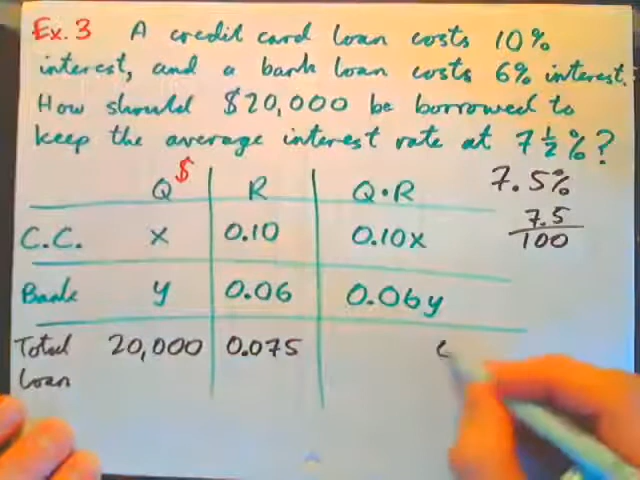 Ex. 3 A credit card loan costs 10%
interest, and a bank loan costs 6% interest.
How should $20,000 be borrowed to
keep the average interest rate at 7 1/2 %?
Q $ R Q•R 7.5%
C.C. x 0.10 0.10x 7.5/100
Bank y 0.06 0.06y
Total 20,000 0.075
loan